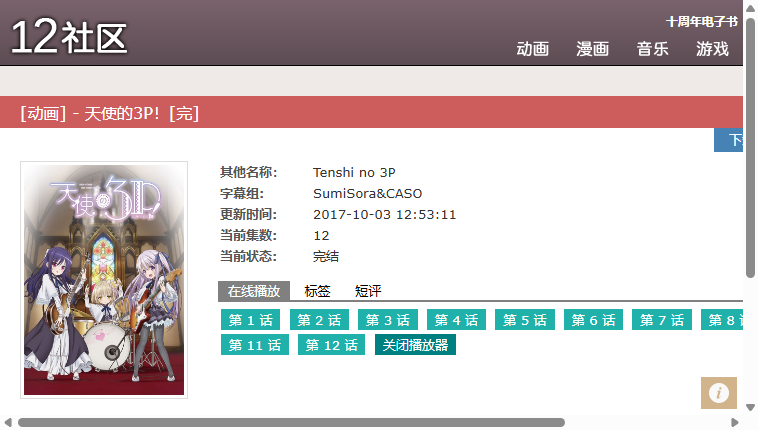 十周年电子书
12社区
动画 漫画 音乐 游戏
[动画] - 天使的3P！[完]
天使の3P!
其他名称： Tenshi no 3P
字幕组： SumiSora&CASO
更新时间： 2017-10-03 12:53:11
当前集数： 12
当前状态： 完结
在线播放 标签 短评
第 1 话 第 2 话 第 3 话 第 4 话 第 5 话 第 6 话 第 7 话 第 8
第 11 话 第 12 话 关闭播放器
i